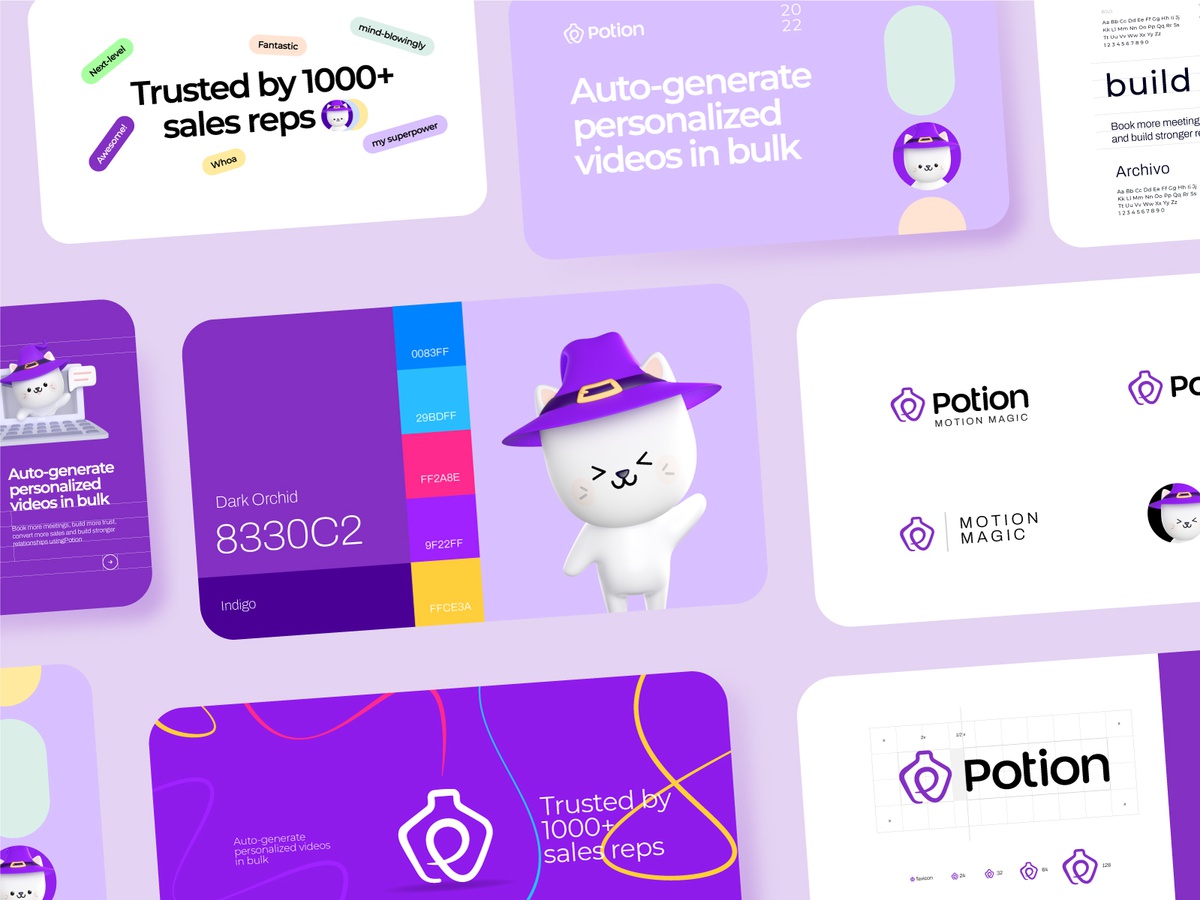 Next-level
Fantastic
mind-blowingly
Trusted by 1000+
sales reps
Awesome!
Whoa
my superpower
Potion
20
22
Auto-generate
personalized
videos in bulk
Aa Bb Cc Dd Ee Ff Gg Hh Ii Jj
Kk Ll Mm Nn Oo Pp Qq Rr Ss
Tt Uu Vv Ww Xx Yy Zz
1 2 3 4 5 6 7 8 9 0
build
Book more meeting
and build stronger re
Archivo
Aa Bb Cc Dd Ee Ff Gg Hh Ii Jj
Kk Ll Mm Nn Oo Pp Qq Rr Ss
Tt Uu Vv Ww Xx Yy Zz
1 2 3 4 5 6 7 8 9 0
Auto-generate
personalized
videos in bulk
Book more meetings, build more trust,
convert more sales and build stronger
relationships usingPotion
Dark Orchid
8330C2
Indigo
0083FF
29BDFF
FF2A8E
9F22FF
FFCE3A
Potion
MOTION MAGIC
Po
MOTION
MAGIC
Auto-generate
personalized videos
in bulk
Trusted by
1000+
sales reps
3x
1/2 x
x
x
x
x
Potion
favicon
24
32
64
128